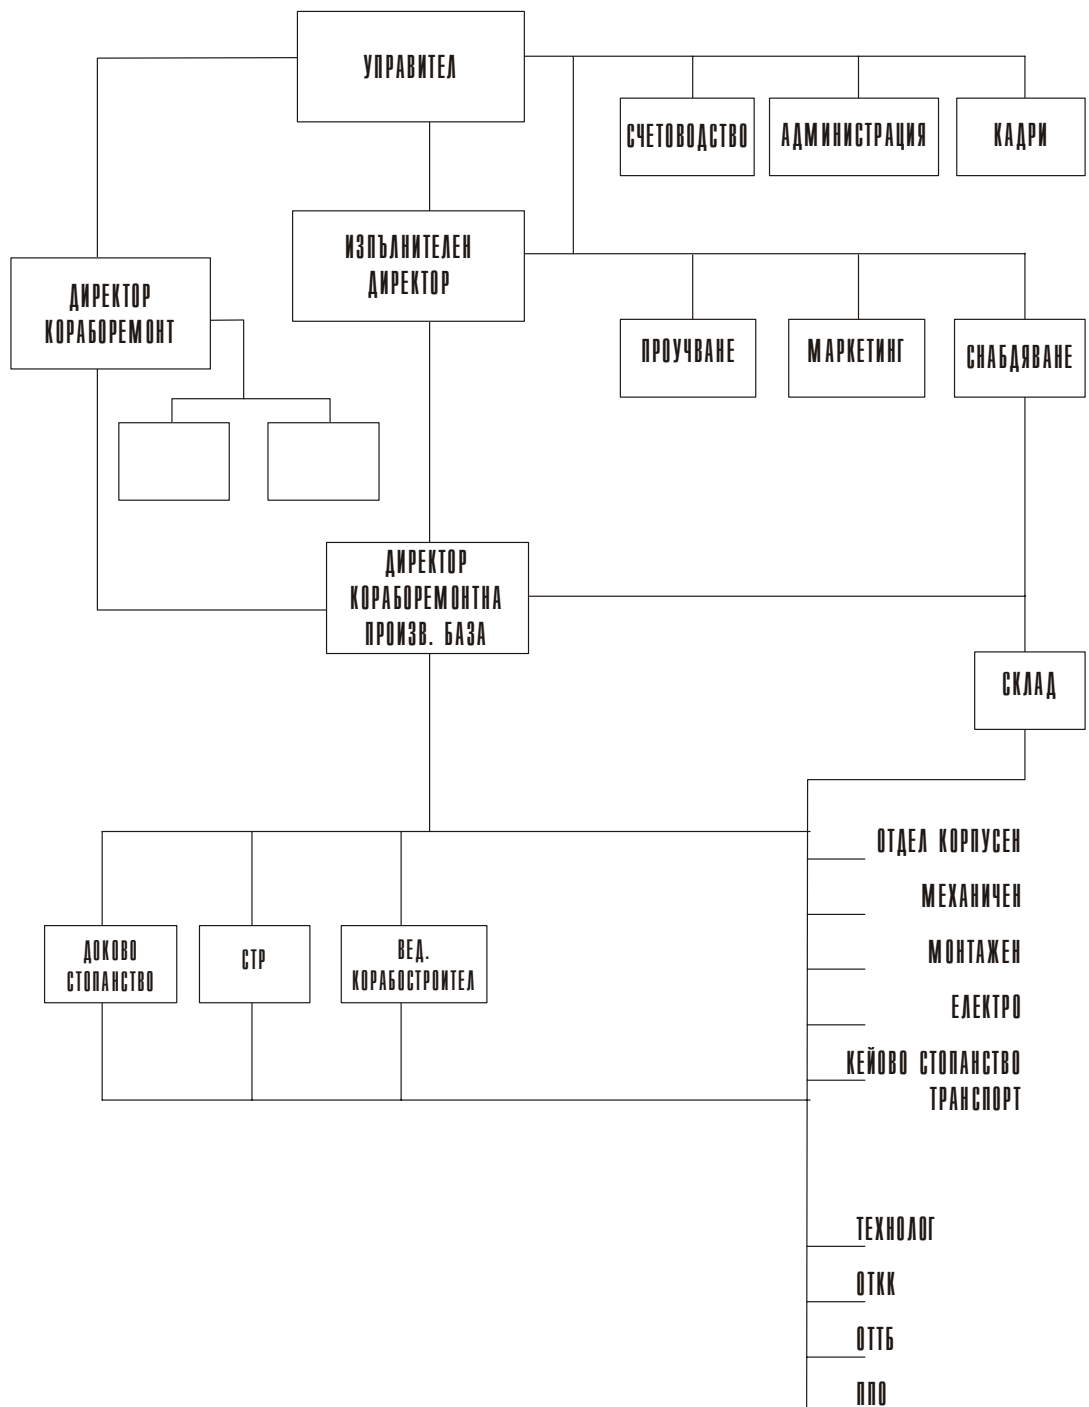 УПРАВИТЕЛ
СЧЕТОВОДСТВО
АДМИНИСТРАЦИЯ
КАДРИ
ИЗПЪЛНИТЕЛЕН
ДИРЕКТОР
ДИРЕКТОР
КОРАБОРЕМОНТ
ПРОУЧВАНЕ
МАРКЕТИНГ
СНАБДЯВАНЕ
ДИРЕКТОР
КОРАБОРЕМОНТНА
ПРОИЗВ. БАЗА
СКЛАД
ОТДЕЛ КОРПУСЕН
МЕХАНИЧЕН
МОНТАЖЕН
ЕЛЕКТРО
КЕЙОВО СТОПАНСТВО
ТРАНСПОРТ
ДОКОВО
СТОПАНСТВО
СТР
ВЕД.
КОРАБОСТРОИТЕЛ
ТЕХНОЛОГ
ОТКК
ОТТБ
ППО